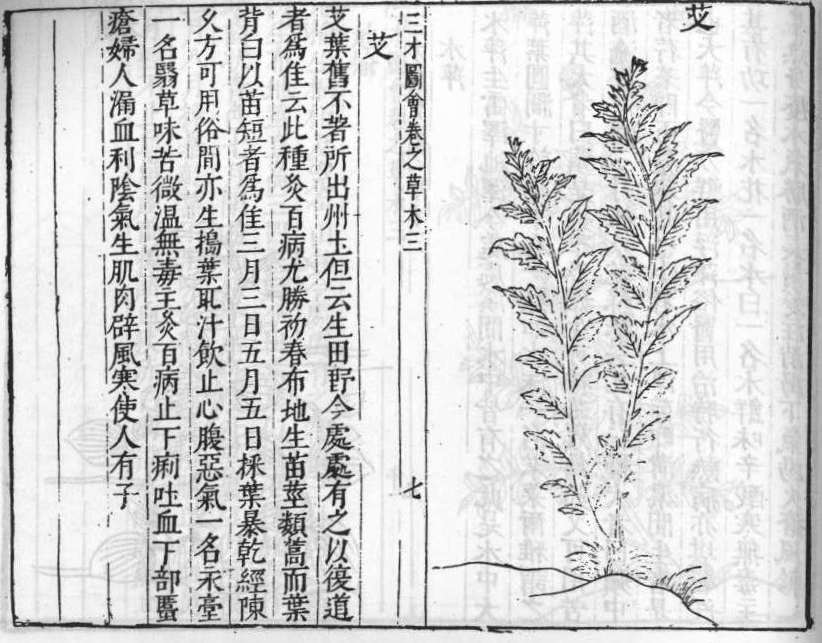 艾
三才圖會卷之草木三 七
艾
艾葉舊不著所出州土但云生田野今處處有之以復道
者爲佳云此種灸百病尤勝初春布地生苗莖類蒿而葉
背白以苗短者爲佳三月三日五月五日採葉暴乾經陳
久方可用俗間亦生搗葉取汁飲止心腹惡氣一名氷臺
一名醫草味苦微溫無毒主灸百病止下痢吐血下部䘌
瘡婦人漏血利陰氣生肌肉辟風寒使人有子